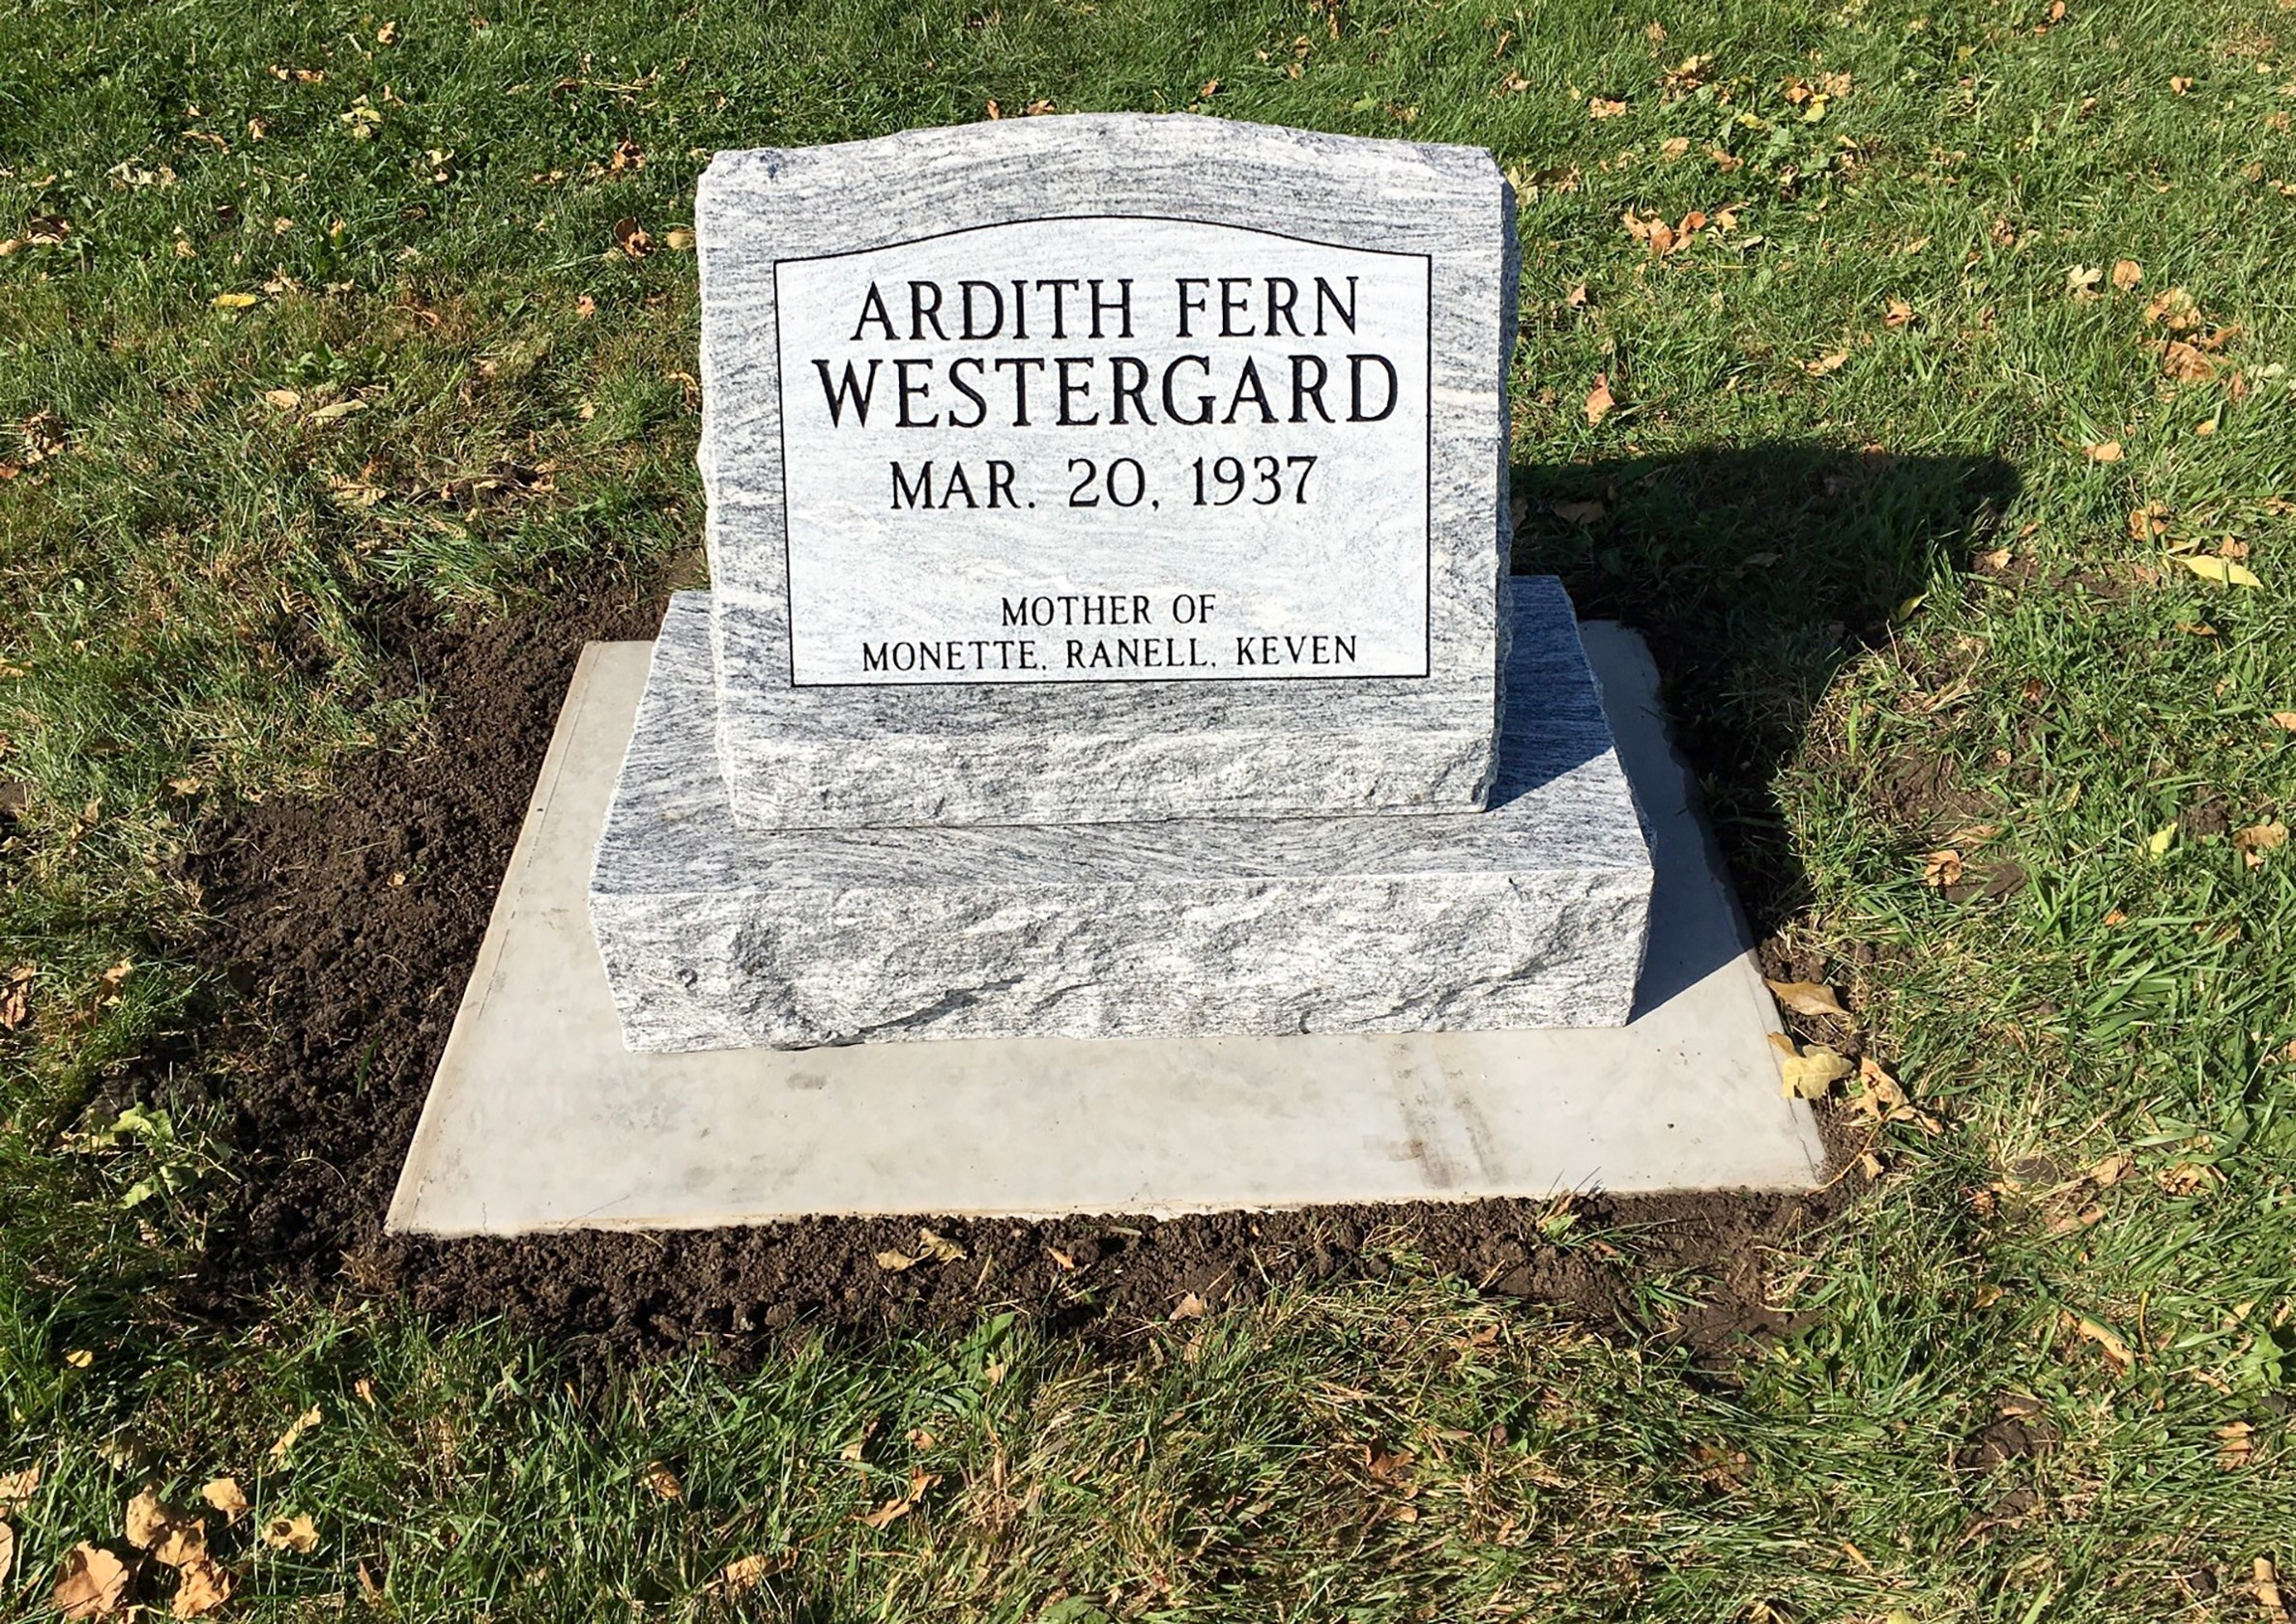 ARDITH FERN
WESTERGARD
MAR. 20, 1937
MOTHER OF
MONETTE, RANELL, KEVEN